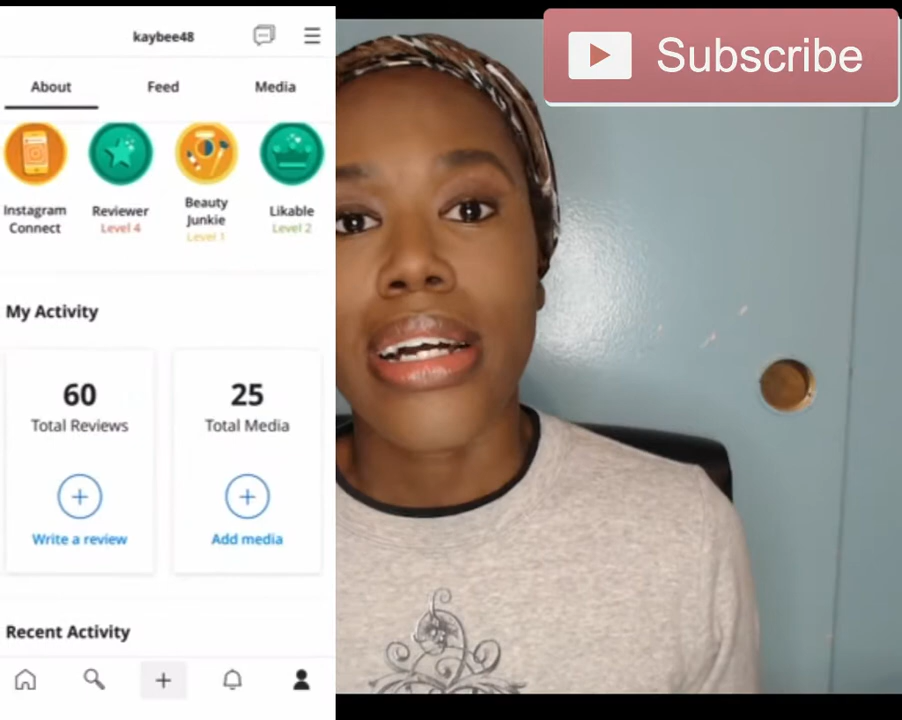 kaybee48
About Feed Media
Instagram
Connect
Reviewer
Level 4
Beauty
Junkie
Level 1
Likable
Level 2
My Activity
60
Total Reviews
Write a review
25
Total Media
Add media
Recent Activity
Subscribe